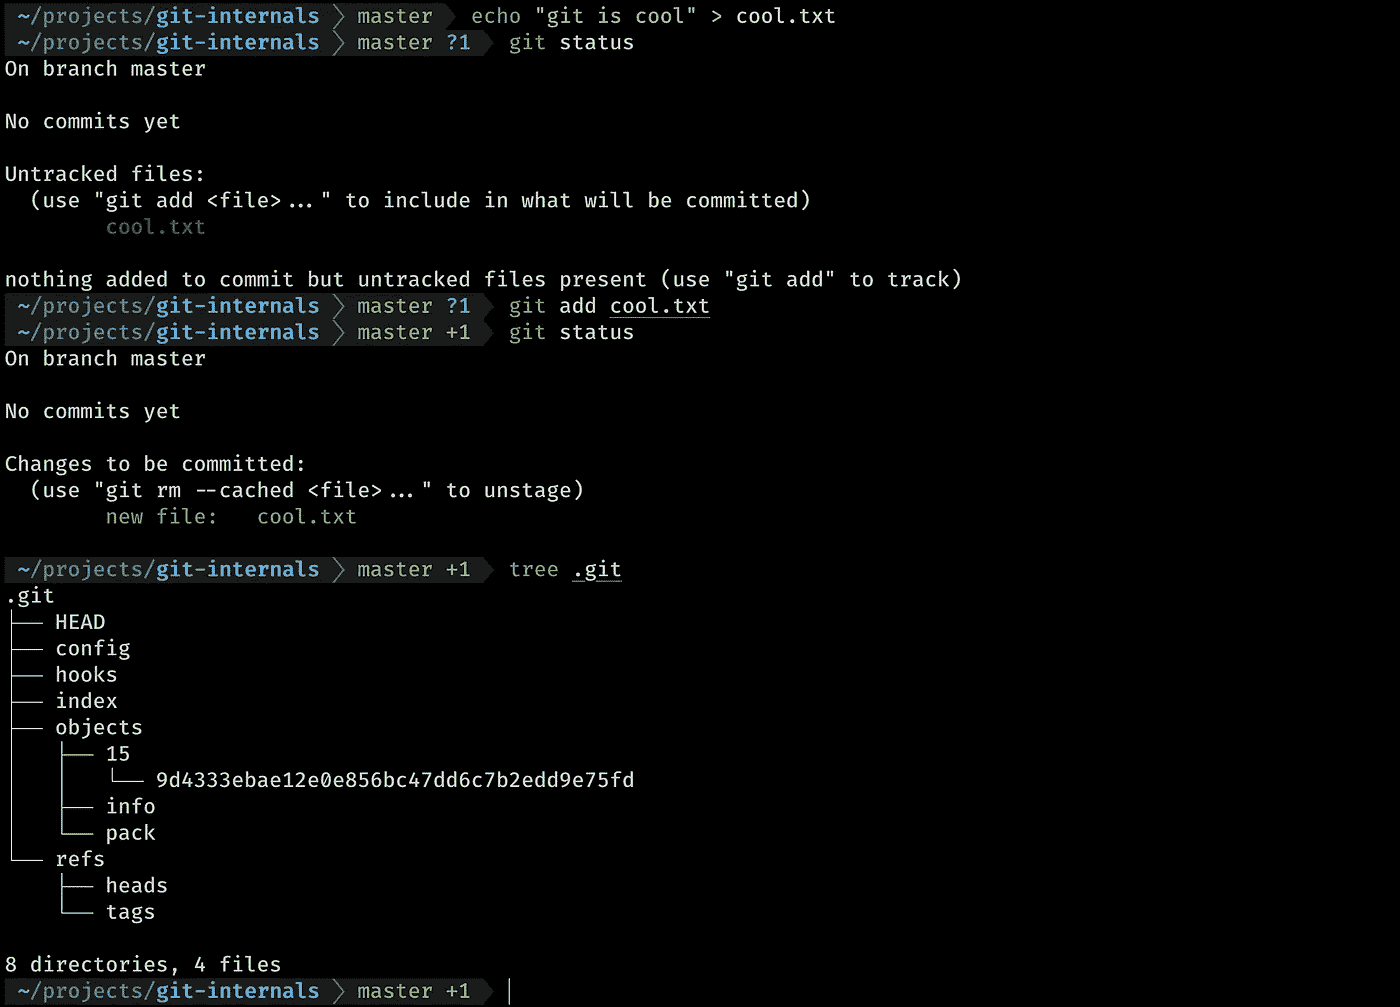 ~/projects/git-internals master echo "git is cool" > cool.txt
~/projects/git-internals master ?1 git status
On branch master
No commits yet
Untracked files:
(use "git add <file>..." to include in what will be committed)
cool.txt
nothing added to commit but untracked files present (use "git add" to track)
~/projects/git-internals master ?1 git add cool.txt
~/projects/git-internals master +1 git status
On branch master
No commits yet
Changes to be committed:
(use "git rm --cached <file>..." to unstage)
new file: cool.txt
~/projects/git-internals master +1 tree .git
.git
├── HEAD
├── config
├── hooks
├── index
├── objects
│   ├── 15
│   │   └── 9d4333ebae12e0e856bc47dd6c7b2edd9e75fd
│   ├── info
│   └── pack
└── refs
    ├── heads
    └── tags
8 directories, 4 files
~/projects/git-internals master +1